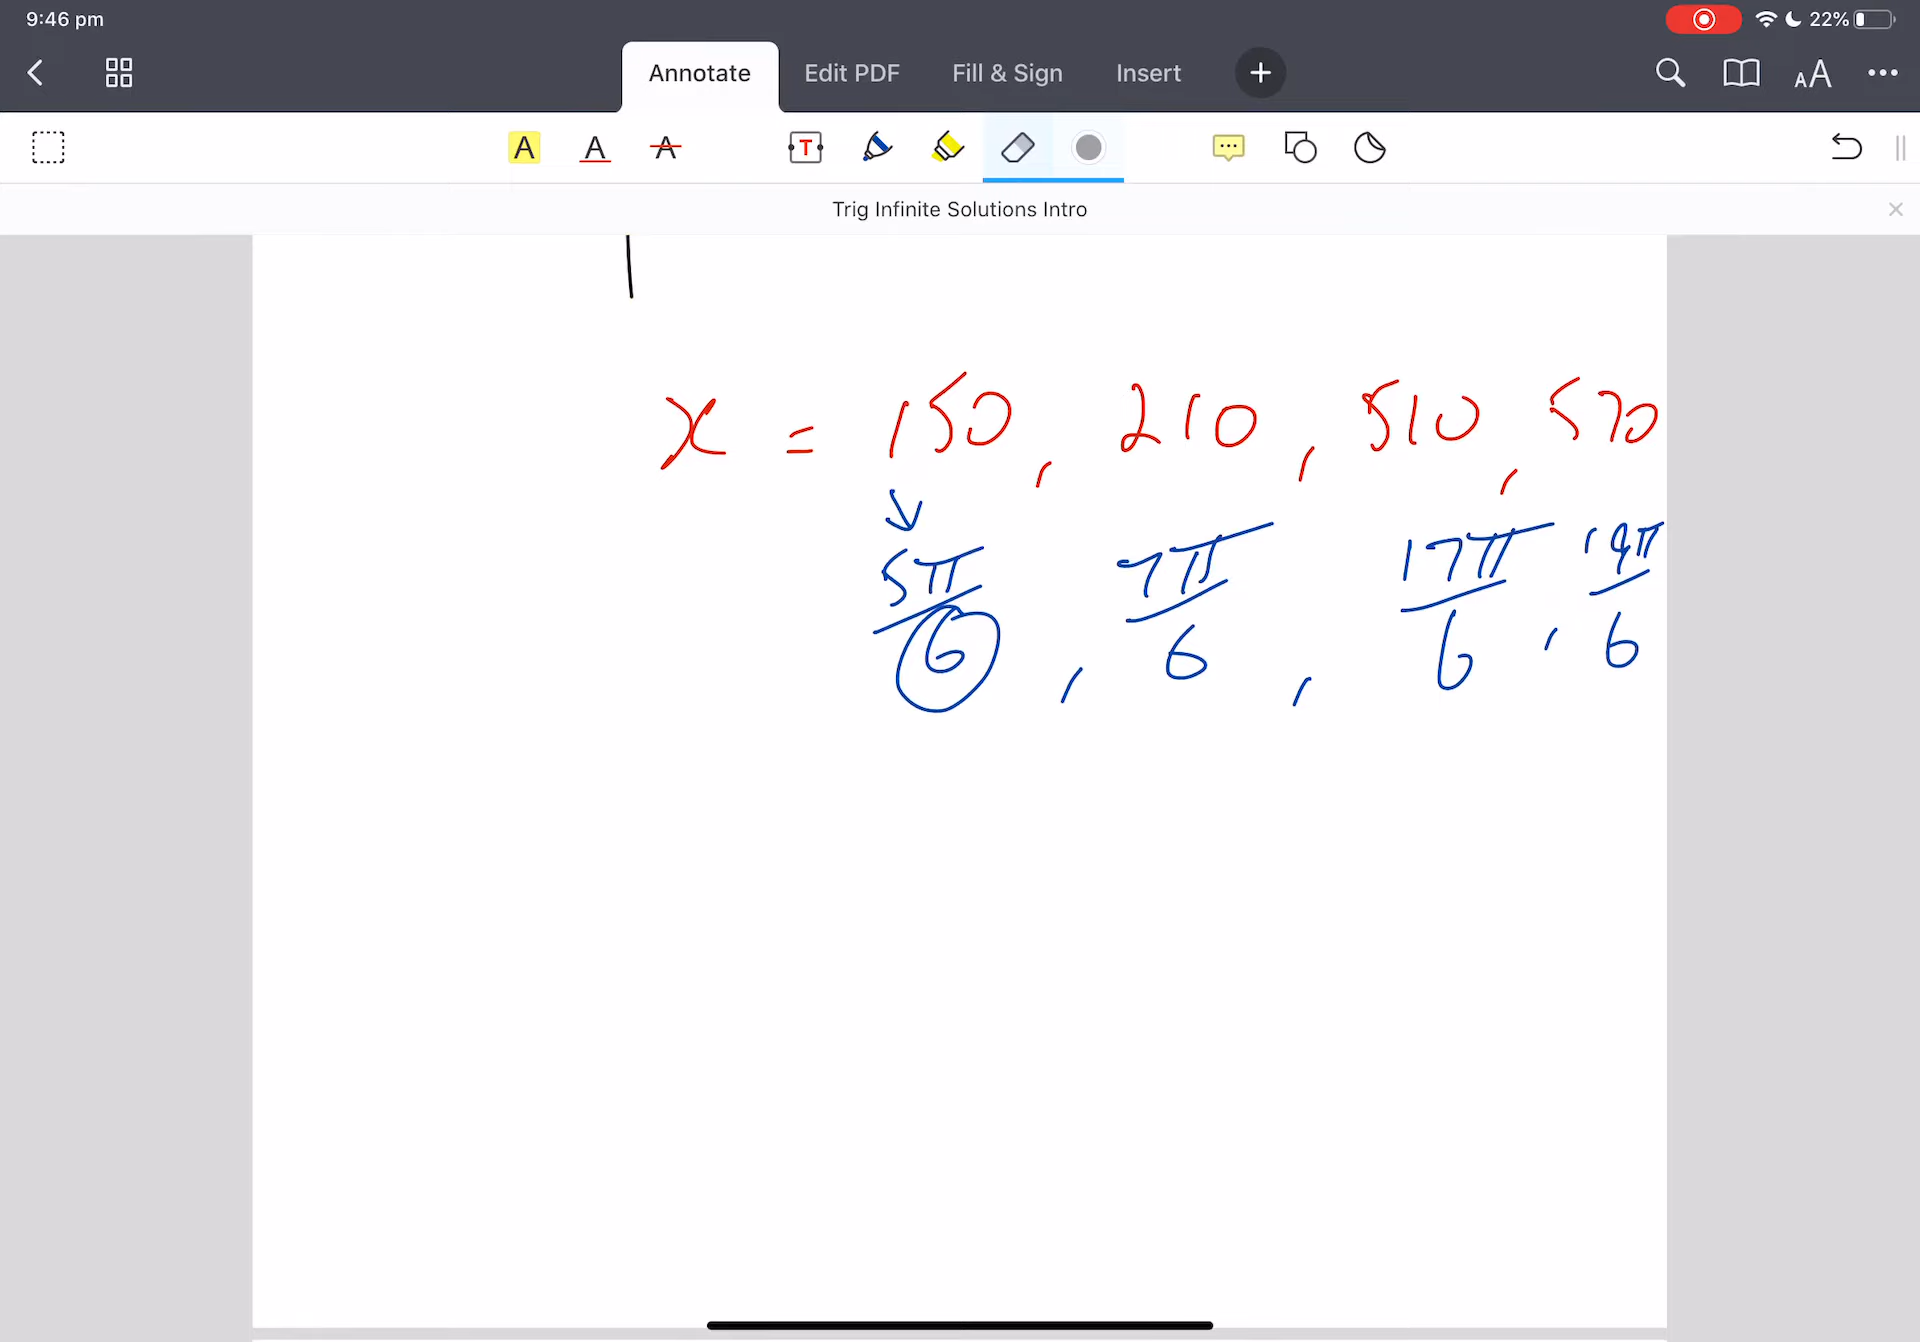 9:46 pm
22%
Annotate Edit PDF Fill & Sign Insert
AA
A A A T
Trig Infinite Solutions Intro
x = 150, 210, 510, 570
5π/6, 7π/6, 17π/6, 19π/6